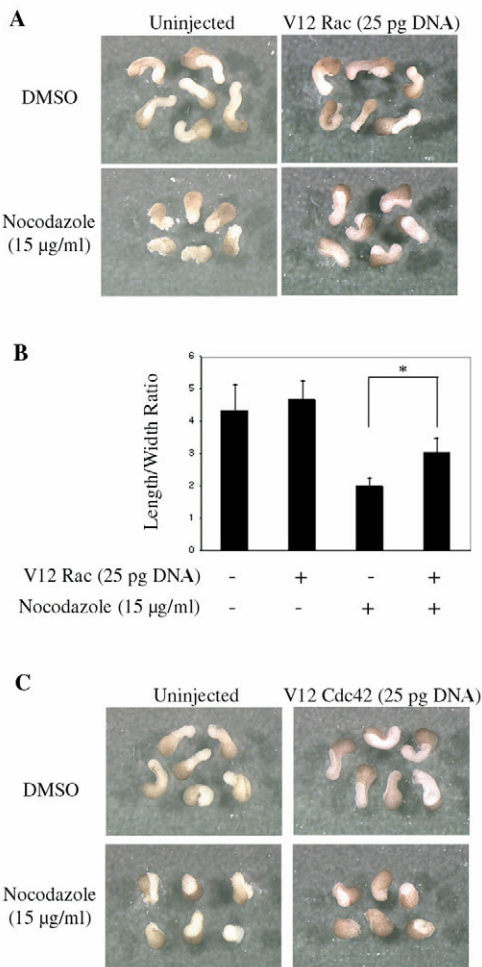 A
Uninjected V12 Rac (25 pg DNA)
DMSO
Nocodazole
(15 µg/ml)
B
6
5
4
3
2
1
0
Length/Width Ratio
*
V12 Rac (25 pg DNA) - + - +
Nocodazole (15 µg/ml) - - + +
C
Uninjected V12 Cdc42 (25 pg DNA)
DMSO
Nocodazole
(15 µg/ml)